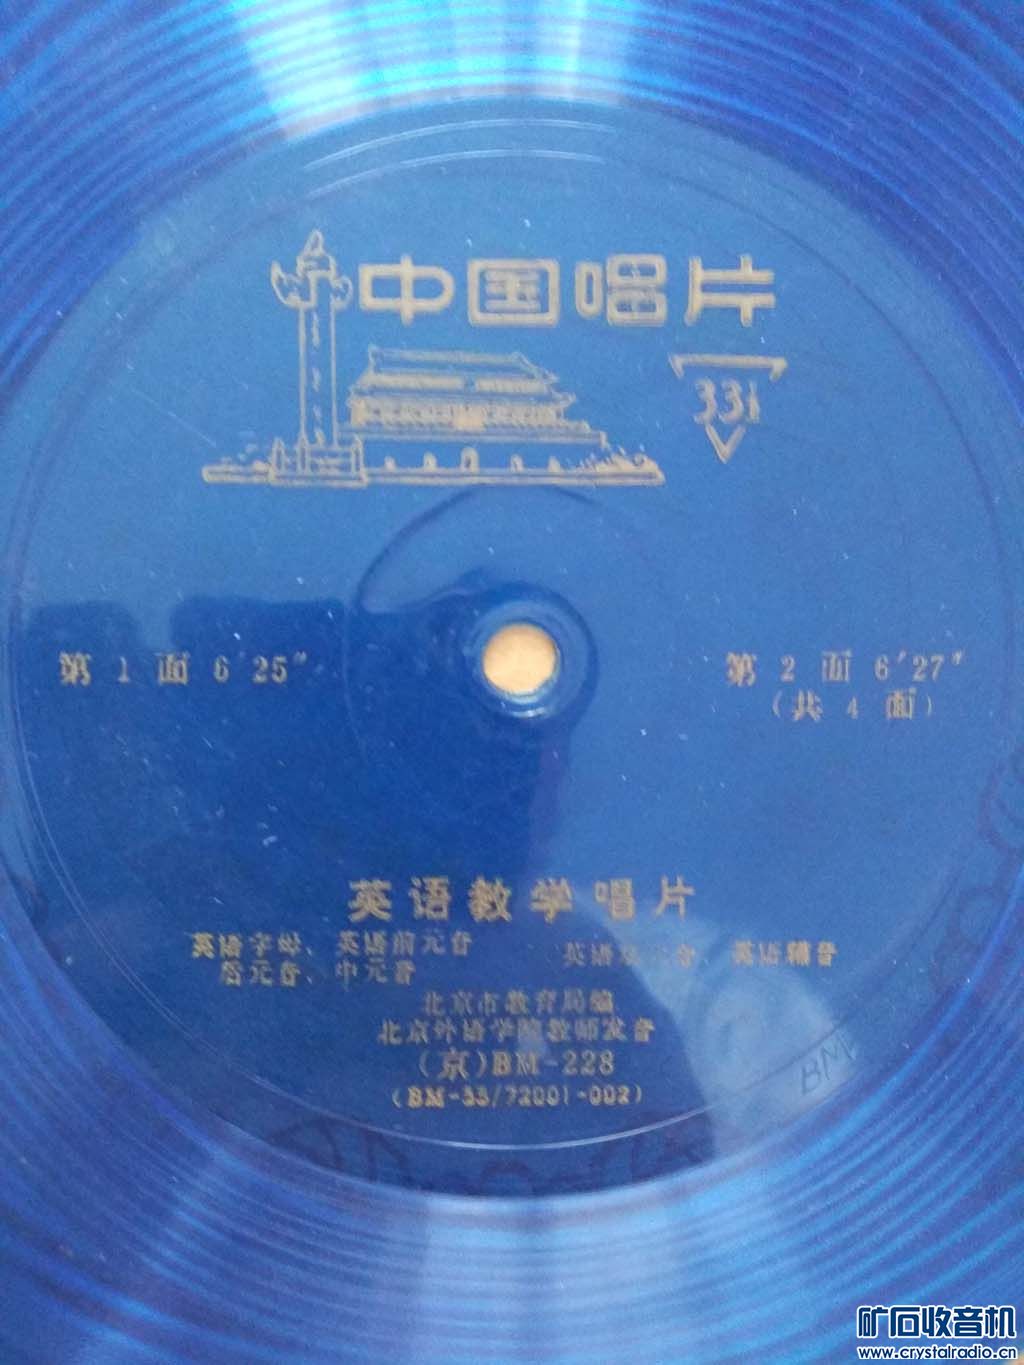 中国唱片
33⅓
第 1 面 6′25″
第 2 面 6′27″
(共 4 面)
英语教学唱片
英语字母、英语前元音
后元音、中元音
英语 音、英语辅音
北京市教育局编
北京外语学院教师发音
(京)BM-228
(BM-33/72001-002)
BM
矿石收音机
www.crystalradio.cn